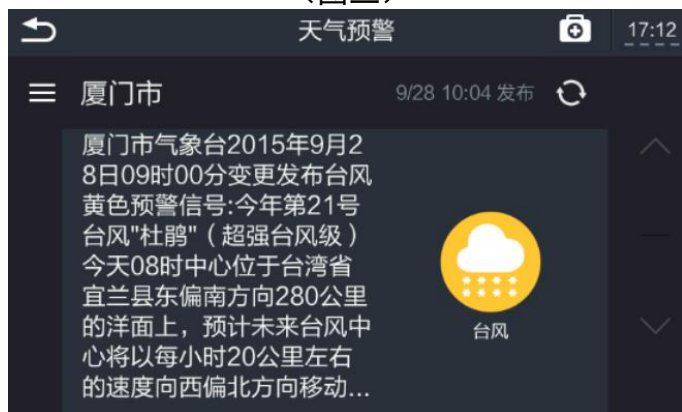 天气预警
17:12
厦门市
9/28 10:04 发布
厦门市气象台2015年9月2
8日09时00分变更发布台风
黄色预警信号:今年第21号
台风"杜鹃"（超强台风级）
今天08时中心位于台湾省
宜兰县东偏南方向280公里
的洋面上，预计未来台风中
心将以每小时20公里左右
的速度向西偏北方向移动...
台风